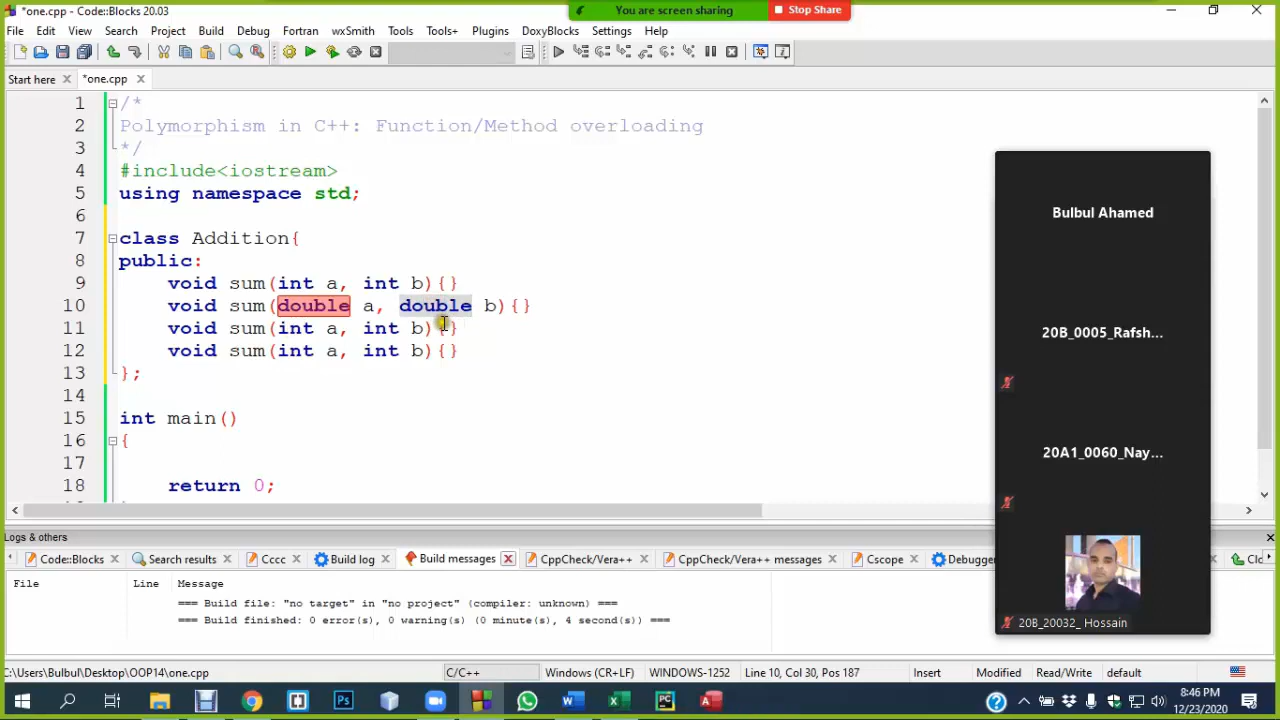 *one.cpp - Code::Blocks 20.03
You are screen sharing
Stop Share
File Edit View Search Project Build Debug Fortran wxSmith Tools Tools+ Plugins DoxyBlocks Settings Help
Start here
*one.cpp
1 /*
2 Polymorphism in C++: Function/Method overloading
3 */
4 #include<iostream>
5 using namespace std;
6
7 class Addition{
8 public:
9 void sum(int a, int b){}
10 void sum(double a, double b){}
11 void sum(int a, int b){}
12 void sum(int a, int b){}
13 };
14
15 int main()
16 {
17
18 return 0;
Bulbul Ahamed
20B_0005_Rafsh...
20A1_0060_Nay...
20B_20032_ Hossain
Logs & others
Code::Blocks Search results Cccc Build log Build messages CppCheck/Vera++ CppCheck/Vera++ messages Cscope Debugger Clo
File Line Message
=== Build file: "no target" in "no project" (compiler: unknown) ===
=== Build finished: 0 error(s), 0 warning(s) (0 minute(s), 4 second(s)) ===
C:\Users\Bulbul\Desktop\OOP14\one.cpp C/C++ Windows (CR+LF) WINDOWS-1252 Line 10, Col 30, Pos 187 Insert Modified Read/Write default
8:46 PM
12/23/2020